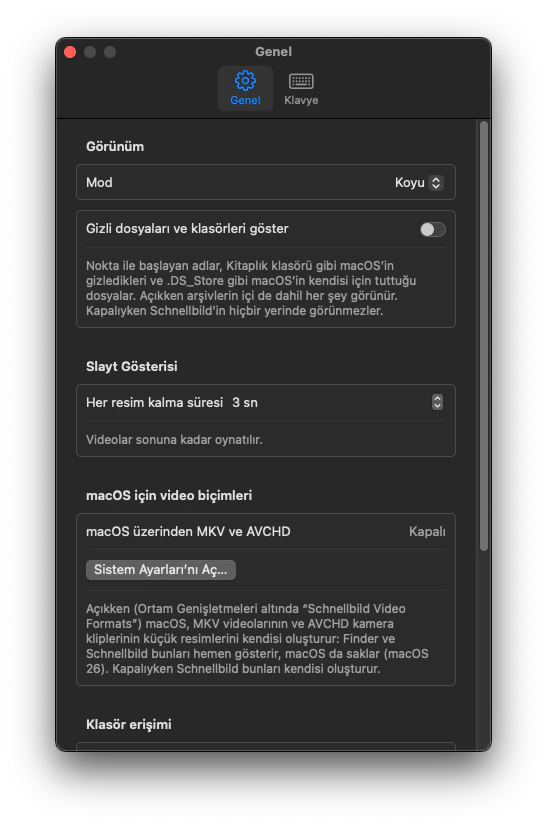 Genel
Genel
Klavye
Görünüm
Mod
Koyu
Gizli dosyaları ve klasörleri göster
Nokta ile başlayan adlar, Kitaplık klasörü gibi macOS’in
gizledikleri ve .DS_Store gibi macOS’in kendisi için tuttuğu
dosyalar. Açıkken arşivlerin içi de dahil her şey görünür.
Kapalıyken Schnellbild’in hiçbir yerinde görünmezler.
Slayt Gösterisi
Her resim kalma süresi 3 sn
Videolar sonuna kadar oynatılır.
macOS için video biçimleri
macOS üzerinden MKV ve AVCHD
Kapalı
Sistem Ayarları’nı Aç...
Açıkken (Ortam Genişletmeleri altında “Schnellbild Video
Formats”) macOS, MKV videolarının ve AVCHD kamera
kliplerinin küçük resimlerini kendisi oluşturur: Finder ve
Schnellbild bunları hemen gösterir, macOS da saklar (macOS
26). Kapalıyken Schnellbild bunları kendisi oluşturur.
Klasör erişimi